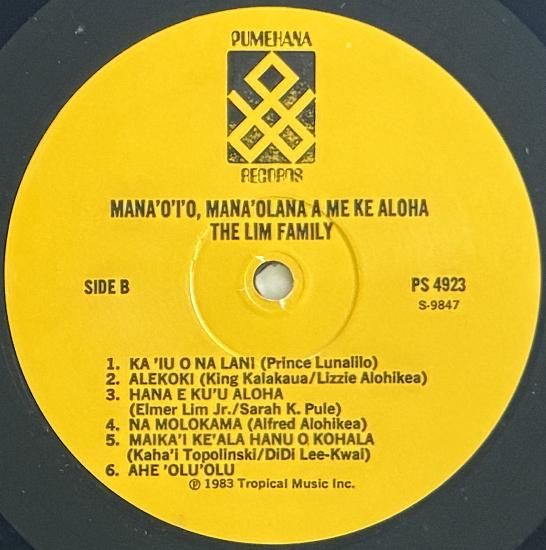 PUMEHANA
RECORDS
MANA'O'I'O, MANA'OLANA A ME KE ALOHA
THE LIM FAMILY
SIDE B
PS 4923
S-9847
1. KA 'IU O NA LANI (Prince Lunalilo)
2. ALEKOKI (King Kalakaua/Lizzie Alohikea)
3. HANA E KU'U ALOHA
(Elmer Lim Jr./Sarah K. Pule)
4. NA MOLOKAMA (Alfred Alohikea)
5. MAIKA'I KE'ALA HANU O KOHALA
(Kaha'i Topolinski/DiDi Lee-Kwai)
6. AHE 'OLU'OLU
℗ 1983 Tropical Music Inc.